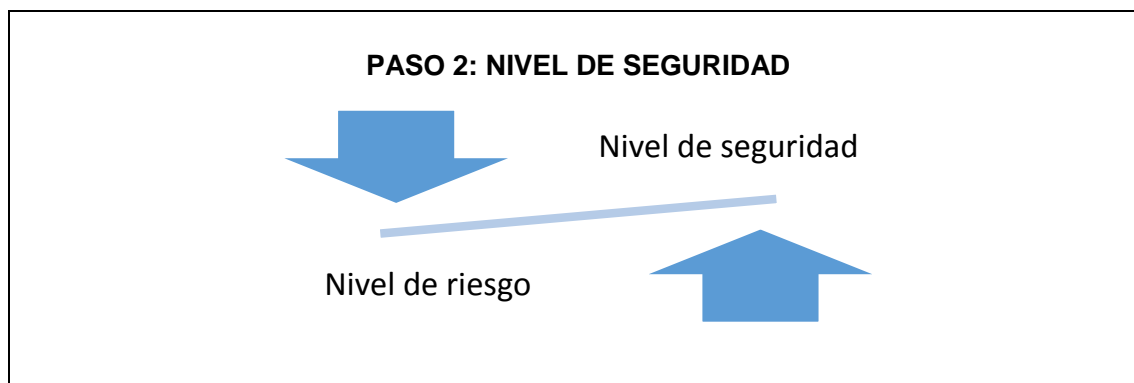 PASO 2: NIVEL DE SEGURIDAD
Nivel de seguridad
Nivel de riesgo